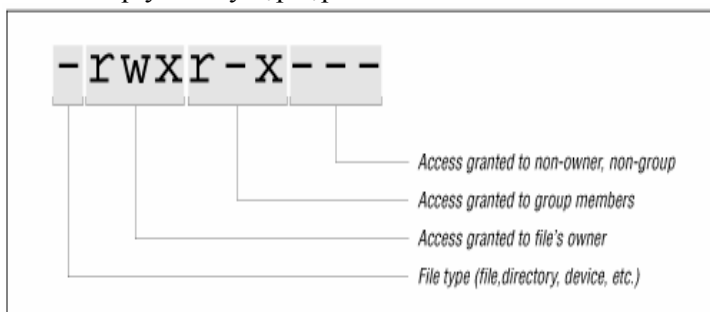 -rwxr-x---
Access granted to non-owner, non-group
Access granted to group members
Access granted to file's owner
File type (file,directory, device, etc.)